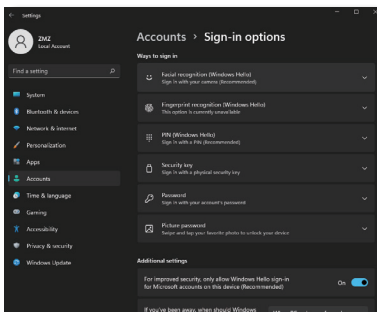 Settings
ZMZ
Local Account
Find a setting
System
Bluetooth & devices
Network & internet
Personalization
Apps
Accounts
Time & language
Gaming
Accessibility
Privacy & security
Windows Update
Accounts > Sign-in options
Ways to sign in
Facial recognition (Windows Hello)
Sign in with your camera (Recommended)
Fingerprint recognition (Windows Hello)
This option is currently unavailable
PIN (Windows Hello)
Sign in with a PIN (Recommended)
Security key
Sign in with a physical security key
Password
Sign in with your account's password
Picture password
Swipe and tap your favorite photo to unlock your device
Additional settings
For improved security, only allow Windows Hello sign-in
for Microsoft accounts on this device (Recommended)
On
If you've been away, when should Windows